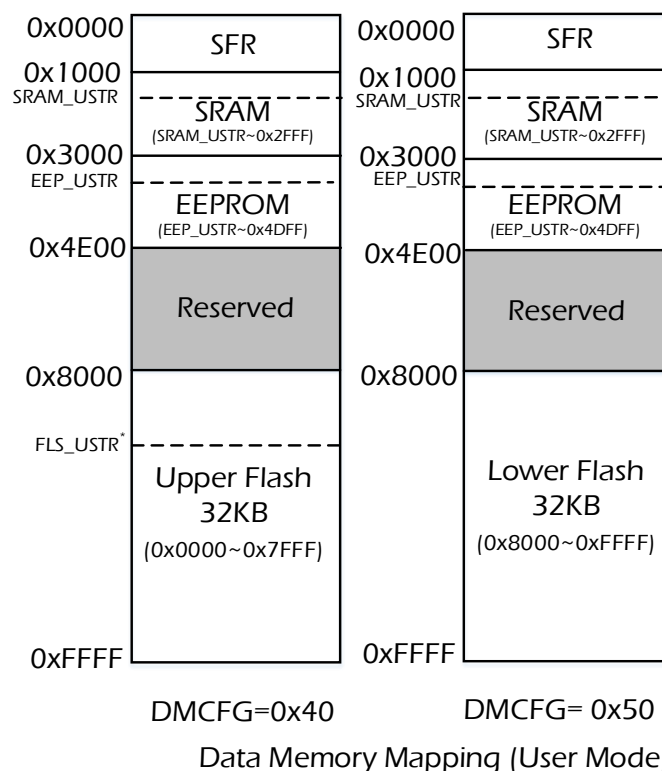 0x0000
SFR
0x1000
SRAM_USTR
SRAM
(SRAM_USTR~0x2FFF)
0x3000
EEP_USTR
EEPROM
(EEP_USTR~0x4DFF)
0x4E00
Reserved
0x8000
FLS_USTR*
Upper Flash
32KB
(0x0000~0x7FFF)
0xFFFF
DMCFG=0x40
0x0000
SFR
0x1000
SRAM_USTR
SRAM
(SRAM_USTR~0x2FFF)
0x3000
EEP_USTR
EEPROM
(EEP_USTR~0x4DFF)
0x4E00
Reserved
0x8000
Lower Flash
32KB
(0x8000~0xFFFF)
0xFFFF
DMCFG= 0x50
Data Memory Mapping (User Mode